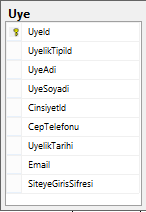 Uye
UyeId
UyelikTipiId
UyeAdi
UyeSoyadi
CinsiyetId
CepTelefonu
UyelikTarihi
Email
SiteyeGirisSifresi